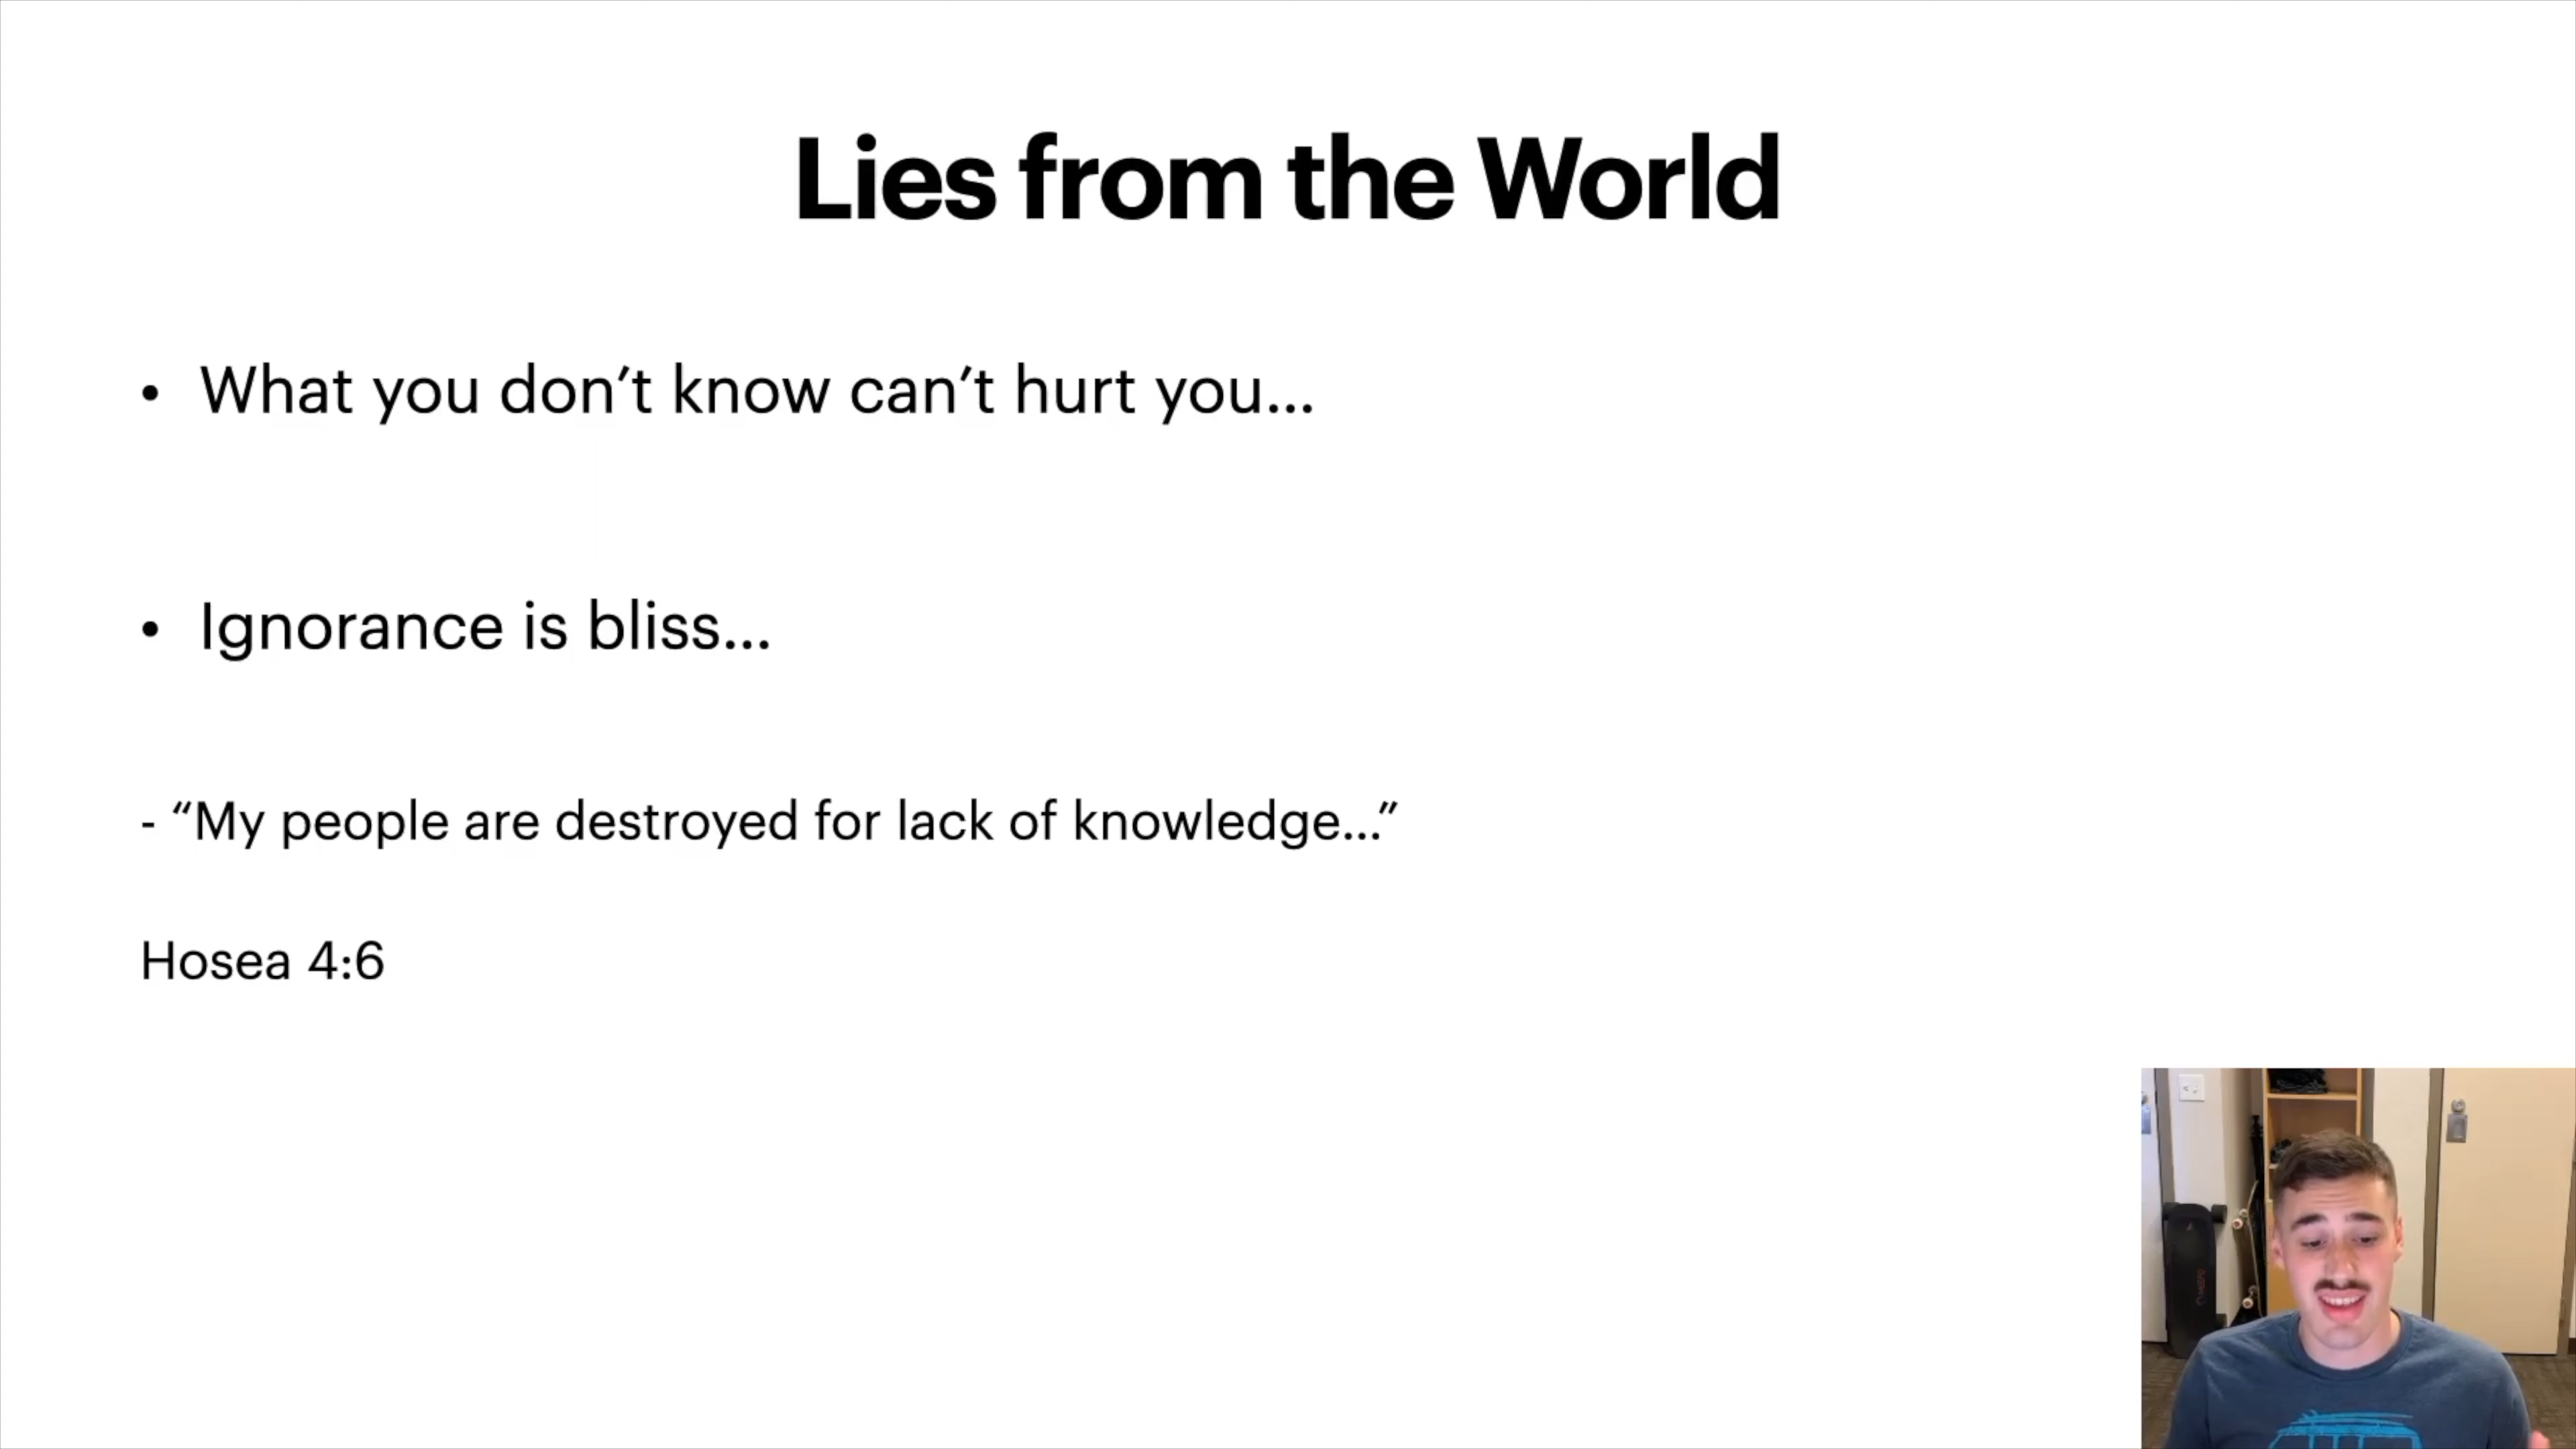 Lies from the World
• What you don’t know can’t hurt you...
• Ignorance is bliss...
- “My people are destroyed for lack of knowledge...”
Hosea 4:6